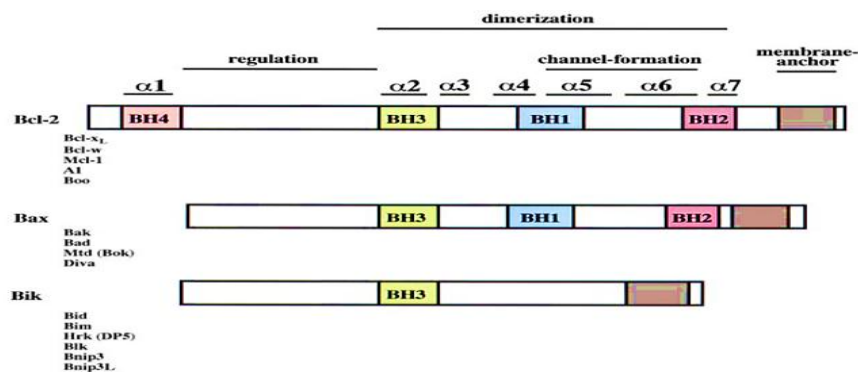 dimerization
regulation
channel-formation
membrane-
anchor
α1 α2 α3 α4 α5 α6 α7
Bcl-2 BH4 BH3 BH1 BH2
Bcl-xL
Bcl-w
Mcl-1
A1
Boo
Bax BH3 BH1 BH2
Bak
Bad
Mtd (Bok)
Diva
Bik BH3
Bid
Bim
Hrk (DP5)
Blk
Bnip3
Bnip3L